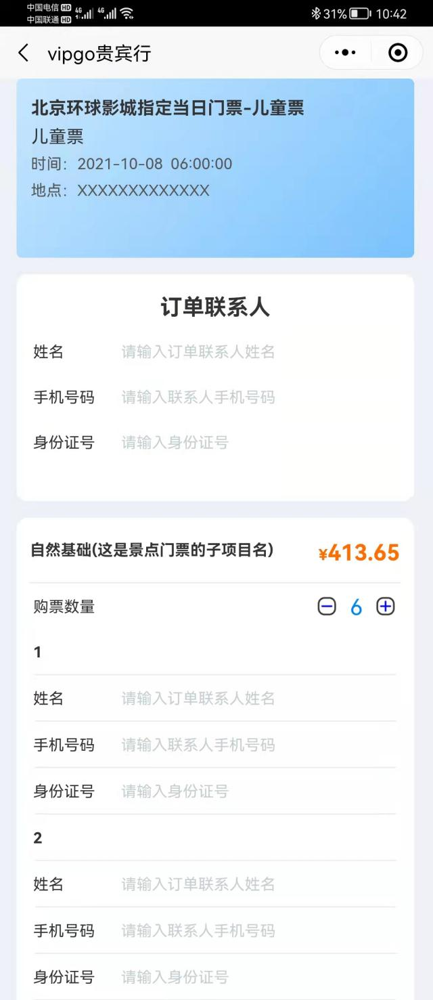 中国电信HD 4G 4G 31% 10:42
中国联通HD
vipgo贵宾行
北京环球影城指定当日门票-儿童票
儿童票
时间：2021-10-08 06:00:00
地点：XXXXXXXXXXXXX
订单联系人
姓名 请输入订单联系人姓名
手机号码 请输入联系人手机号码
身份证号 请输入身份证号
自然基础(这是景点门票的子项目名) ¥413.65
购票数量 6
1
姓名 请输入订单联系人姓名
手机号码 请输入联系人手机号码
身份证号 请输入身份证号
2
姓名 请输入订单联系人姓名
手机号码 请输入联系人手机号码
身份证号 请输入身份证号